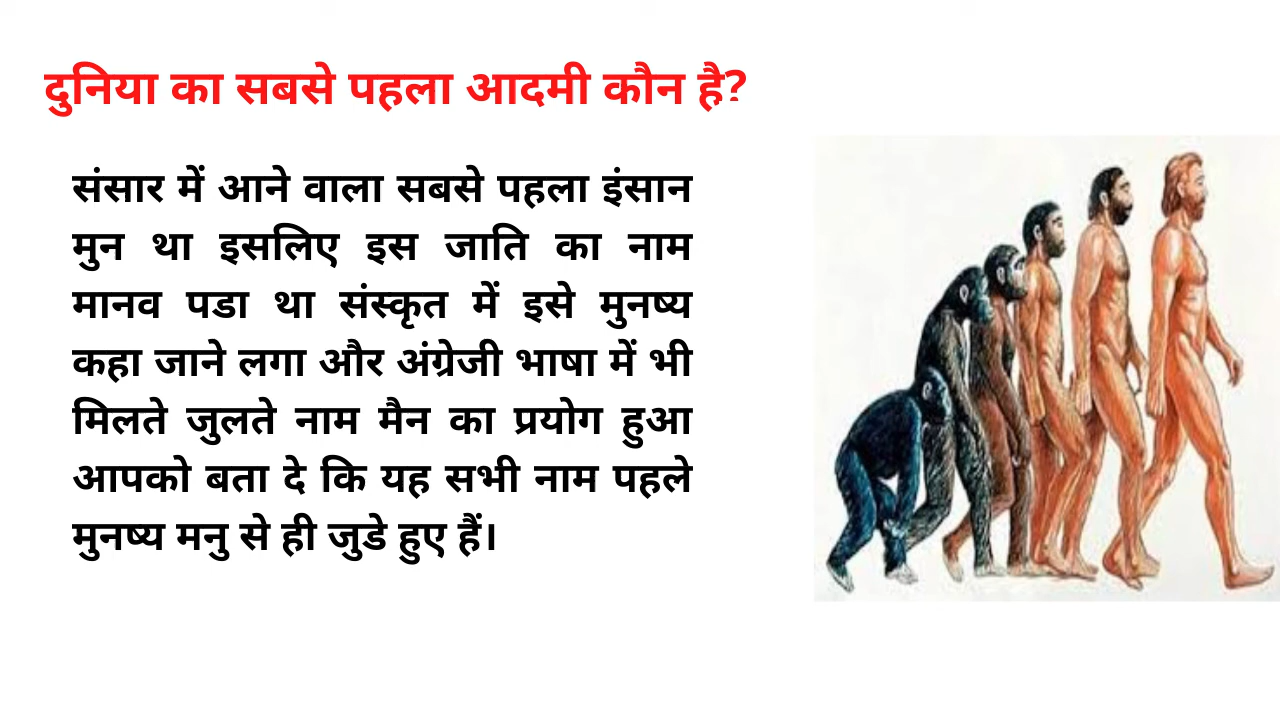 दुनिया का सबसे पहला आदमी कौन है?
संसार में आने वाला सबसे पहला इंसान
मुन था इसलिए इस जाति का नाम
मानव पडा था संस्कृत में इसे मुनष्य
कहा जाने लगा और अंग्रेजी भाषा में भी
मिलते जुलते नाम मैन का प्रयोग हुआ
आपको बता दे कि यह सभी नाम पहले
मुनष्य मनु से ही जुडे हुए हैं।